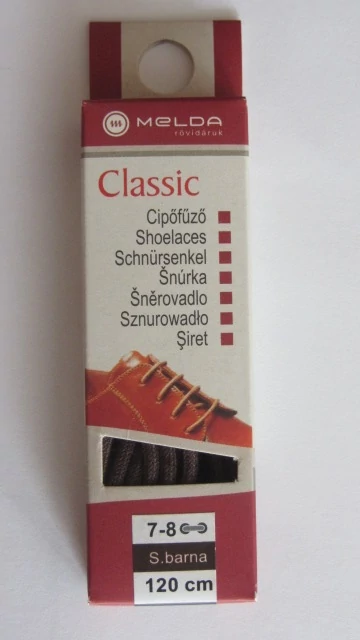 MELDA
rövidáruk
Classic
Cipőfűző
Shoelaces
Schnürsenkel
Šnúrka
Šněrovadlo
Sznurowadło
Şiret
7-8
S.barna
120 cm